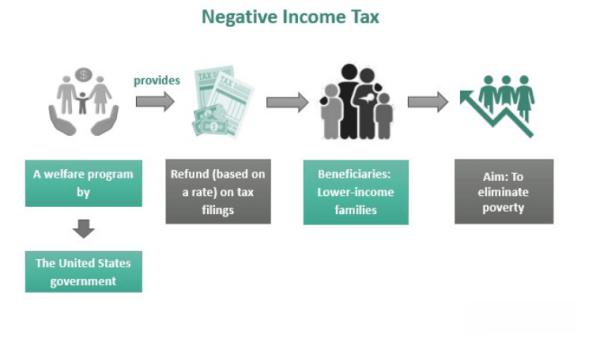 Negative Income Tax
provides
TAX
TAX
A welfare program
by
Refund (based on
a rate) on tax
filings
Beneficiaries:
Lower-income
families
Aim: To
eliminate
poverty
The United States
government